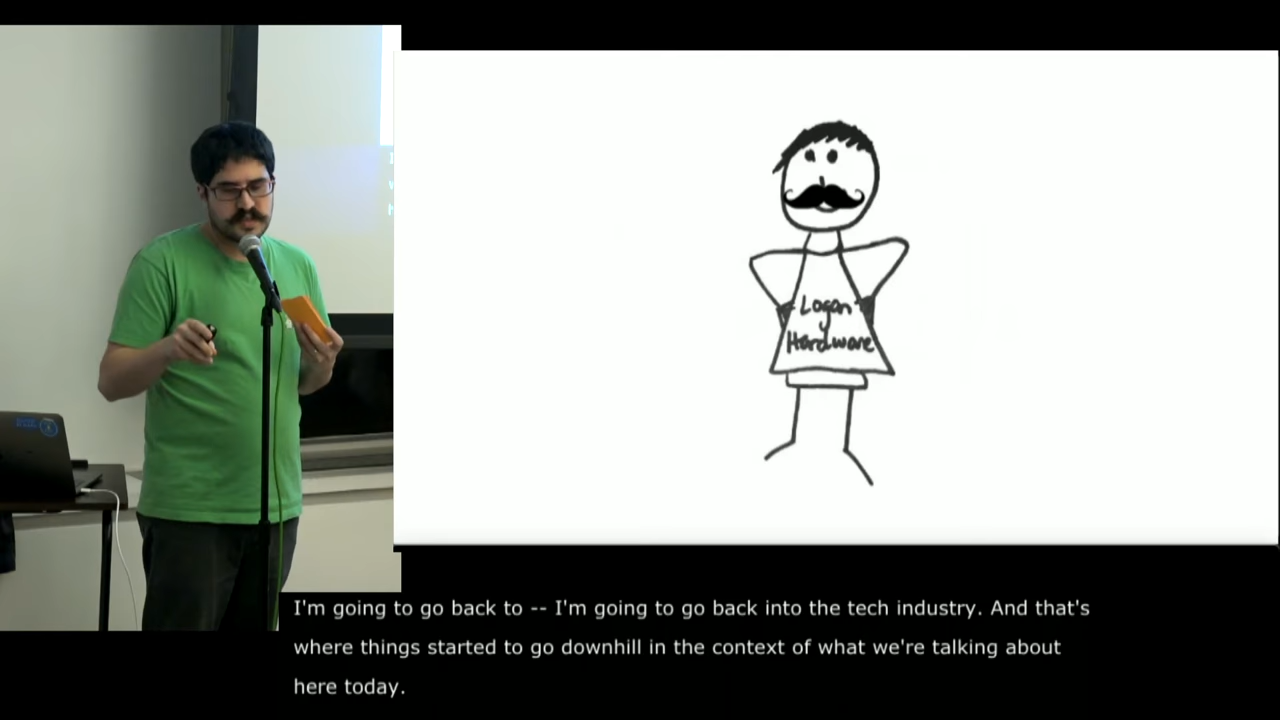 Logan
Hardware
I'm going to go back to -- I'm going to go back into the tech industry. And that's
where things started to go downhill in the context of what we're talking about
here today.